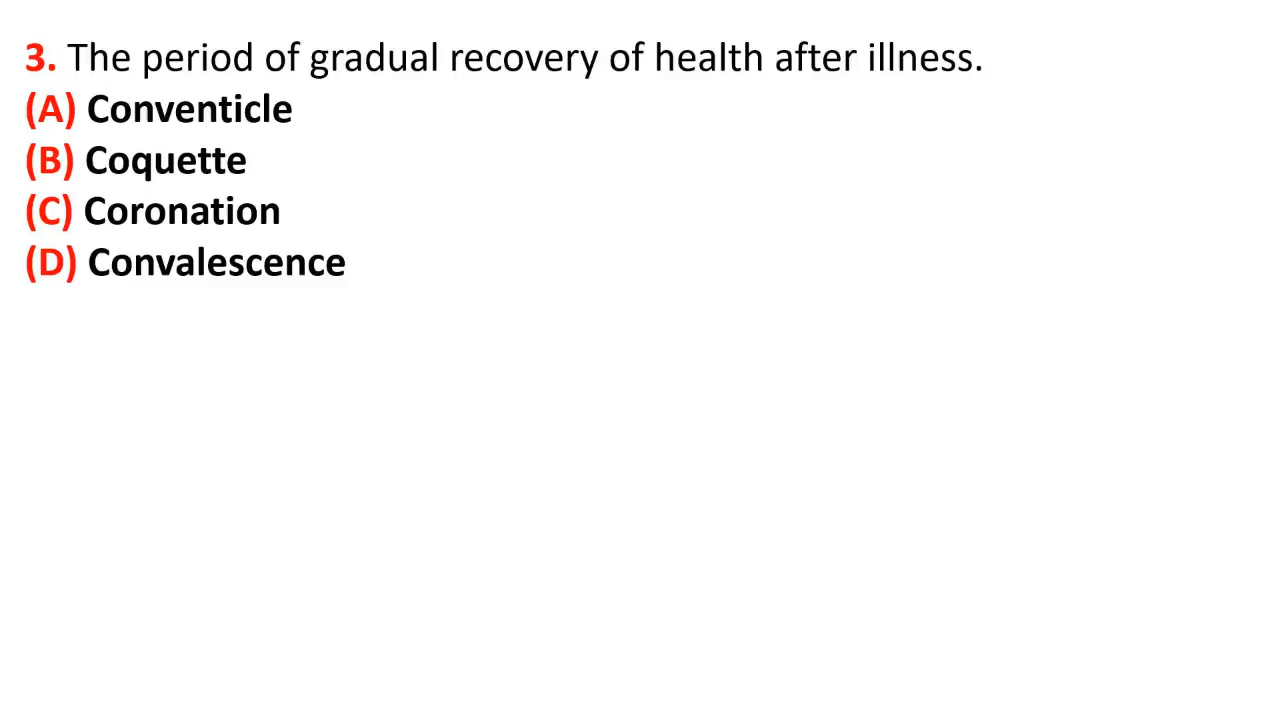 3. The period of gradual recovery of health after illness.
(A) Conventicle
(B) Coquette
(C) Coronation
(D) Convalescence